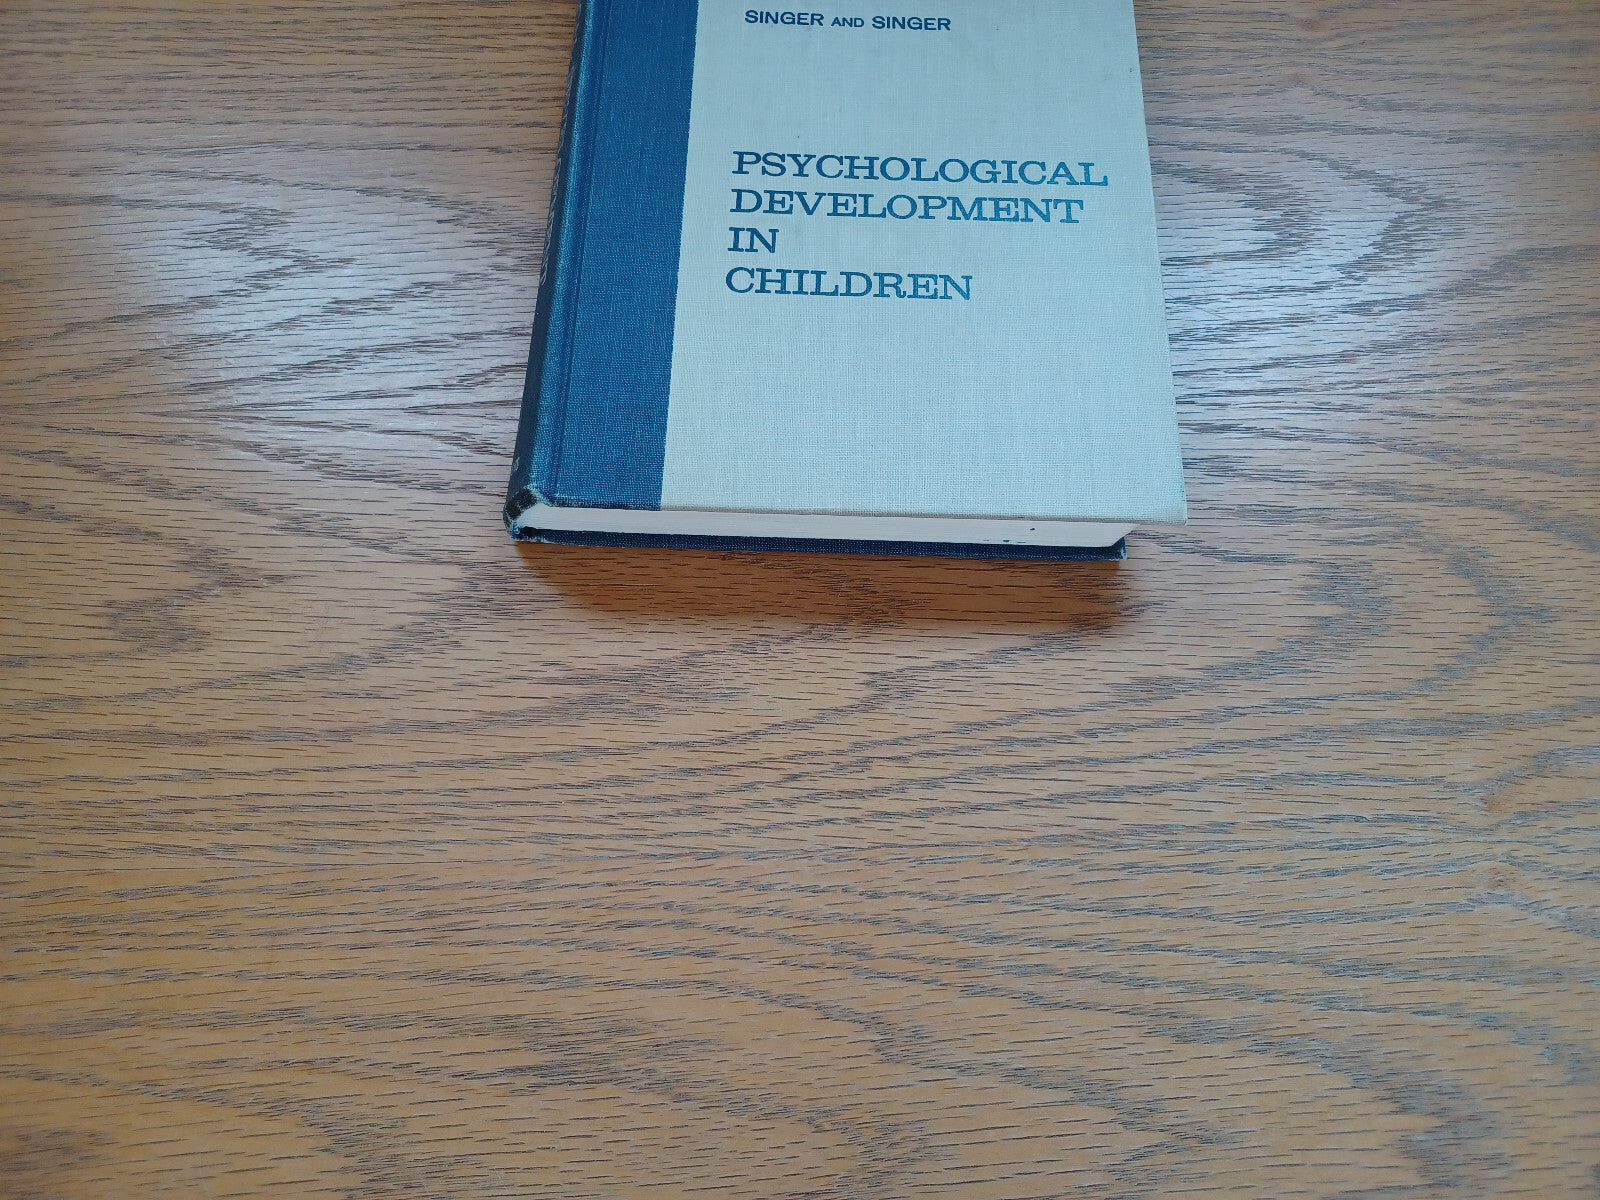 SINGER AND SINGER
PSYCHOLOGICAL
DEVELOPMENT
IN
CHILDREN